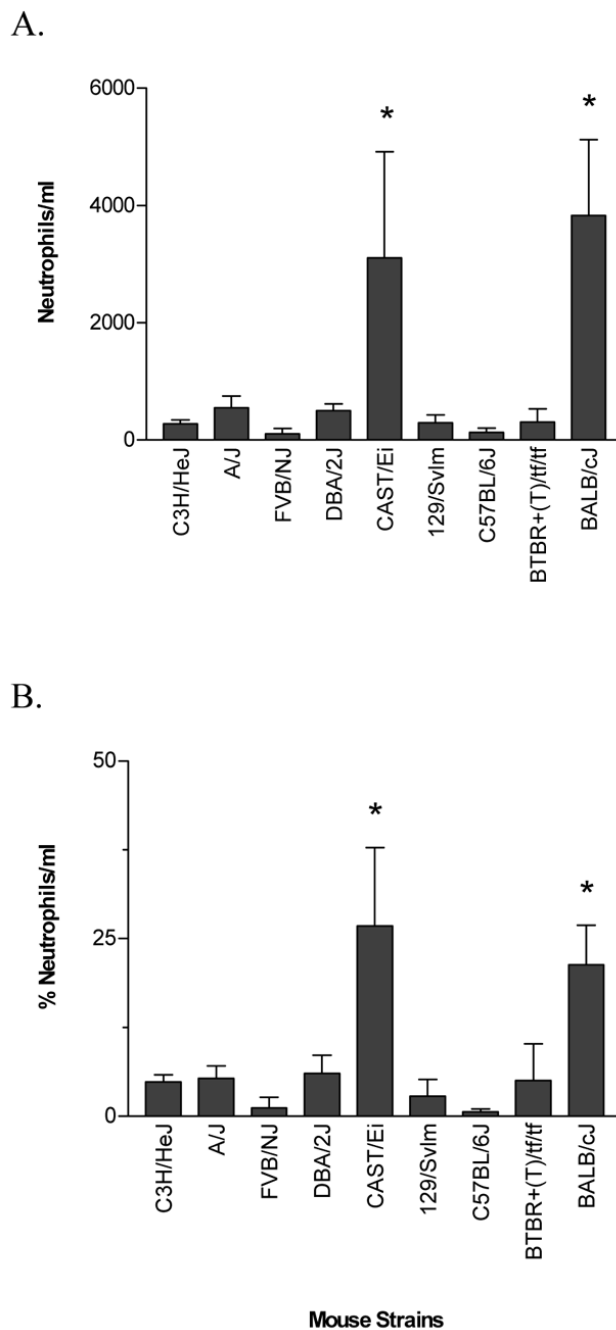 A.
6000
4000
2000
0
Neutrophils/ml
*
*
C3H/HeJ
A/J
FVB/NJ
DBA/2J
CAST/Ei
129/SvIm
C57BL/6J
BTBR+(T)/tf/tf
BALB/cJ
B.
50
25
0
% Neutrophils/ml
*
*
C3H/HeJ
A/J
FVB/NJ
DBA/2J
CAST/Ei
129/SvIm
C57BL/6J
BTBR+(T)/tf/tf
BALB/cJ
Mouse Strains